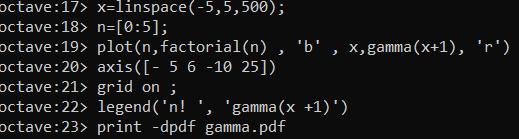 octave:17> x=linspace(-5,5,500);
octave:18> n=[0:5];
octave:19> plot(n,factorial(n) , 'b' , x,gamma(x+1), 'r')
octave:20> axis([- 5 6 -10 25])
octave:21> grid on ;
octave:22> legend('n! ', 'gamma(x +1)')
octave:23> print -dpdf gamma.pdf